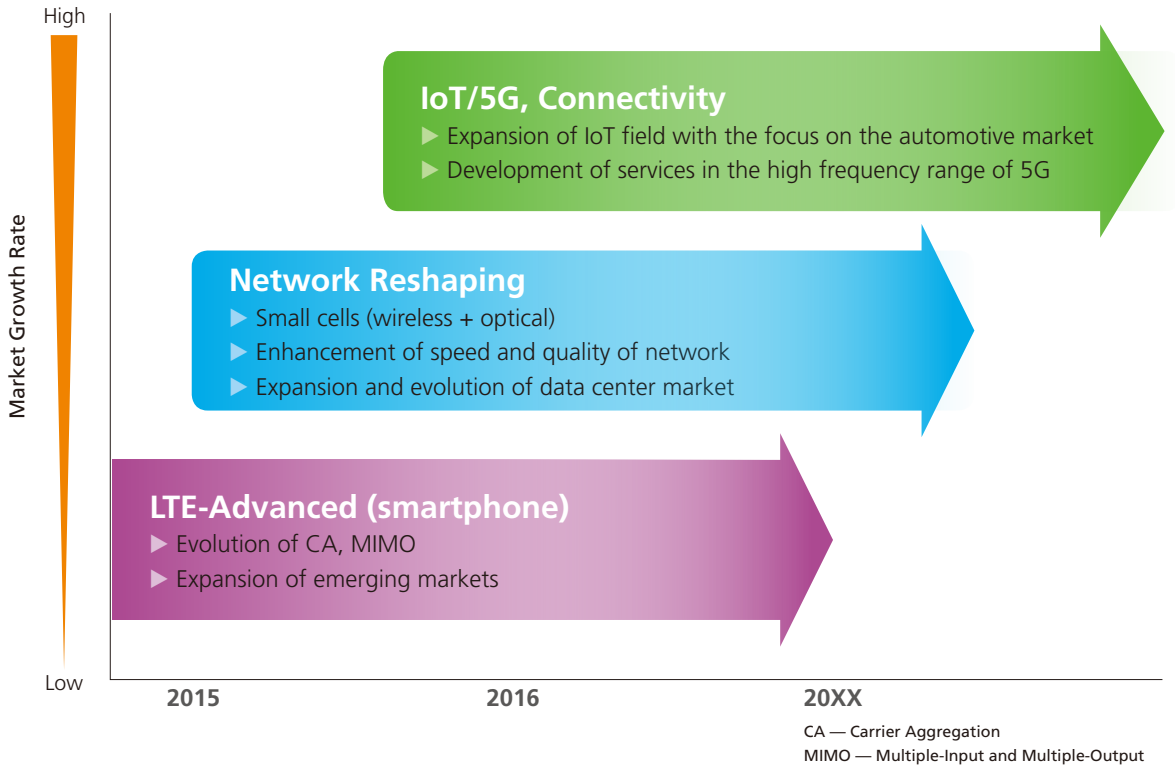 High
Market Growth Rate
Low
IoT/5G, Connectivity
▶ Expansion of IoT field with the focus on the automotive market
▶ Development of services in the high frequency range of 5G
Network Reshaping
▶ Small cells (wireless + optical)
▶ Enhancement of speed and quality of network
▶ Expansion and evolution of data center market
LTE-Advanced (smartphone)
▶ Evolution of CA, MIMO
▶ Expansion of emerging markets
2015
2016
20XX
CA — Carrier Aggregation
MIMO — Multiple-Input and Multiple-Output